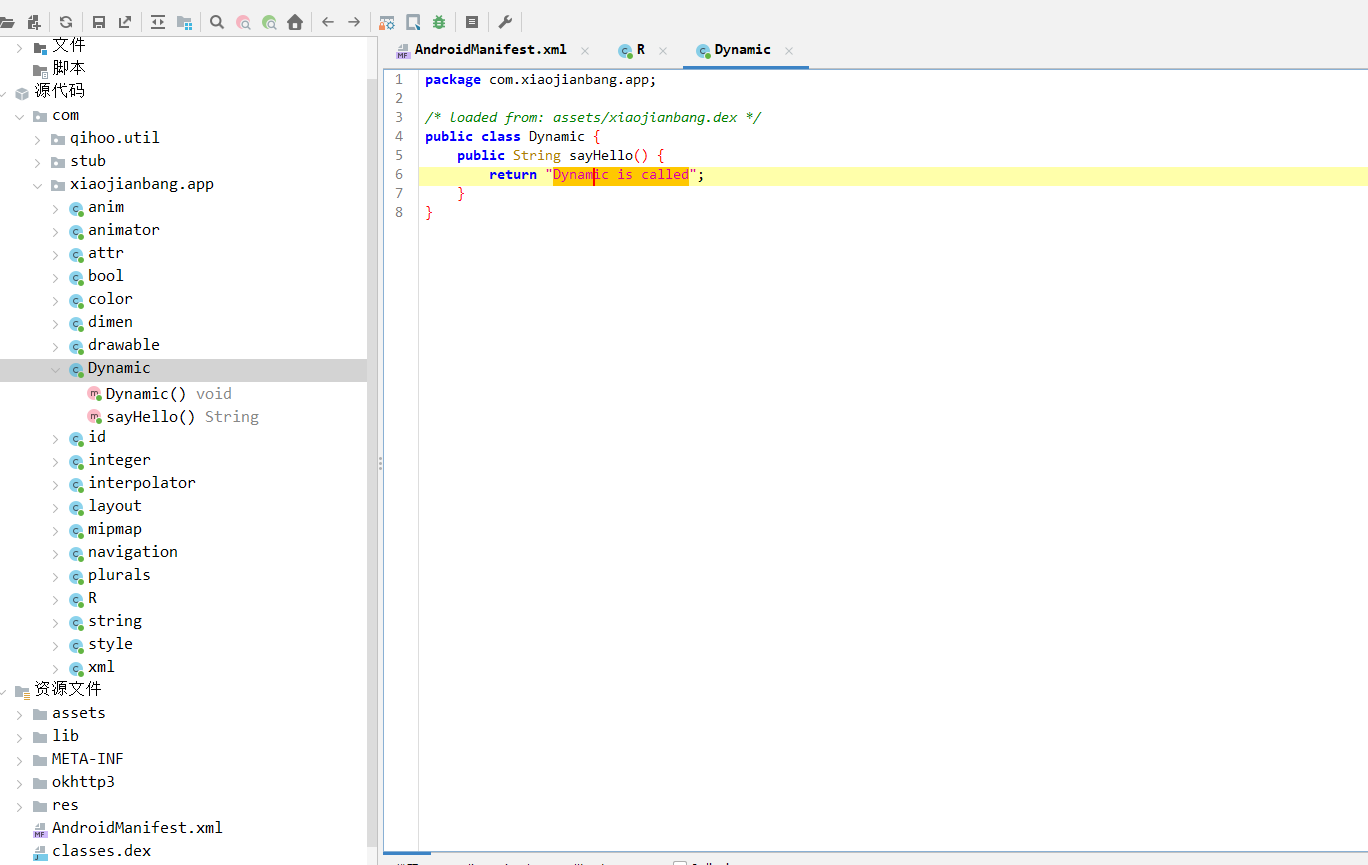 文件
脚本
源代码
com
qihoo.util
stub
xiaojianbang.app
anim
animator
attr
bool
color
dimen
drawable
Dynamic
Dynamic() void
sayHello() String
id
integer
interpolator
layout
mipmap
navigation
plurals
R
string
style
xml
资源文件
assets
lib
META-INF
okhttp3
res
AndroidManifest.xml
classes.dex
AndroidManifest.xml
R
Dynamic
1 package com.xiaojianbang.app;
2
3 /* loaded from: assets/xiaojianbang.dex */
4 public class Dynamic {
5 public String sayHello() {
6 return "Dynamic is called";
7 }
8 }